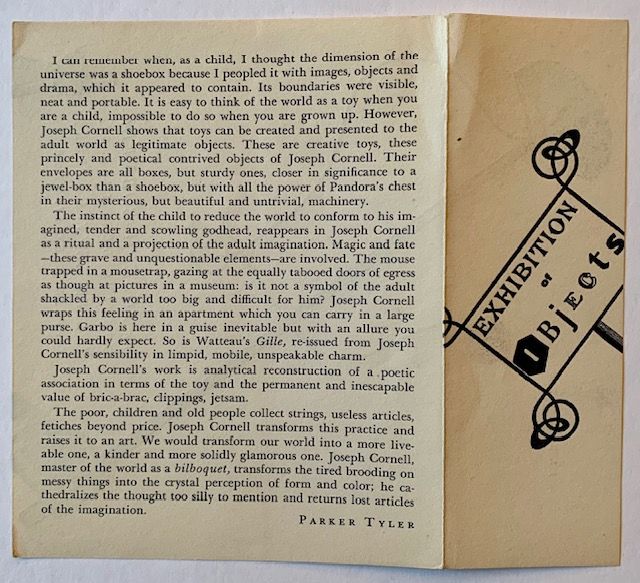 I can remember when, as a child, I thought the dimension of the
universe was a shoebox because I peopled it with images, objects and
drama, which it appeared to contain. Its boundaries were visible,
neat and portable. It is easy to think of the world as a toy when you
are a child, impossible to do so when you are grown up. However,
Joseph Cornell shows that toys can be created and presented to the
adult world as legitimate objects. These are creative toys, these
princely and poetical contrived objects of Joseph Cornell. Their
envelopes are all boxes, but sturdy ones, closer in significance to a
jewel-box than a shoebox, but with all the power of Pandora's chest
in their mysterious, but beautiful and untrivial, machinery.
The instinct of the child to reduce the world to conform to his im-
agined, tender and scowling godhead, reappears in Joseph Cornell
as a ritual and a projection of the adult imagination. Magic and fate
—these grave and unquestionable elements—are involved. The mouse
trapped in a mousetrap, gazing at the equally tabooed doors of egress
as though at pictures in a museum: is it not a symbol of the adult
shackled by a world too big and difficult for him? Joseph Cornell
wraps this feeling in an apartment which you can carry in a large
purse. Garbo is here in a guise inevitable but with an allure you
could hardly expect. So is Watteau's Gille, re-issued from Joseph
Cornell's sensibility in limpid, mobile, unspeakable charm.
Joseph Cornell's work is analytical reconstruction of a poetic
association in terms of the toy and the permanent and inescapable
value of bric-a-brac, clippings, jetsam.
The poor, children and old people collect strings, useless articles,
fetiches beyond price. Joseph Cornell transforms this practice and
raises it to an art. We would transform our world into a more live-
able one, a kinder and more solidly glamorous one. Joseph Cornell,
master of the world as a bilboquet, transforms the tired brooding on
messy things into the crystal perception of form and color; he ca-
thedralizes the thought too silly to mention and returns lost articles
of the imagination.
PARKER TYLER
EXHIBITION
of
OBjECts